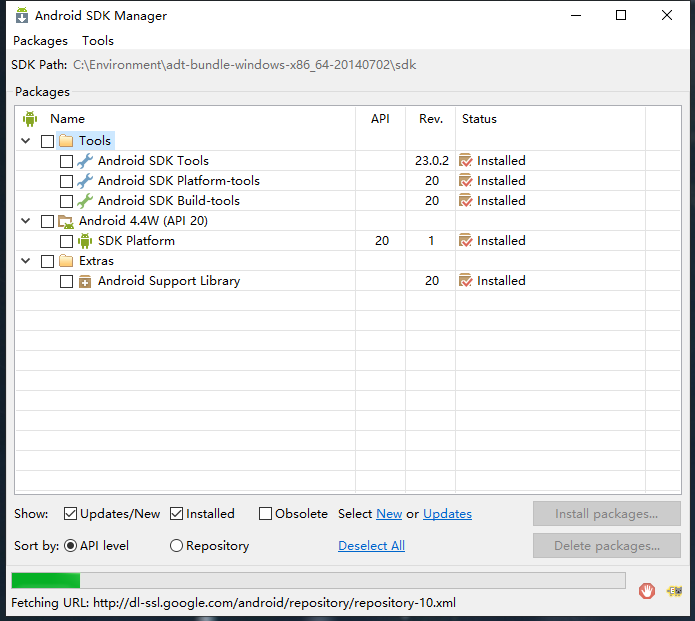 Android SDK Manager
Packages Tools
SDK Path: C:\Environment\adt-bundle-windows-x86_64-20140702\sdk
Packages
Name API Rev. Status
Tools
Android SDK Tools 23.0.2 Installed
Android SDK Platform-tools 20 Installed
Android SDK Build-tools 20 Installed
Android 4.4W (API 20)
SDK Platform 20 1 Installed
Extras
Android Support Library 20 Installed
Show: Updates/New Installed Obsolete Select New or Updates Install packages...
Sort by: API level Repository Deselect All Delete packages...
Fetching URL: http://dl-ssl.google.com/android/repository/repository-10.xml